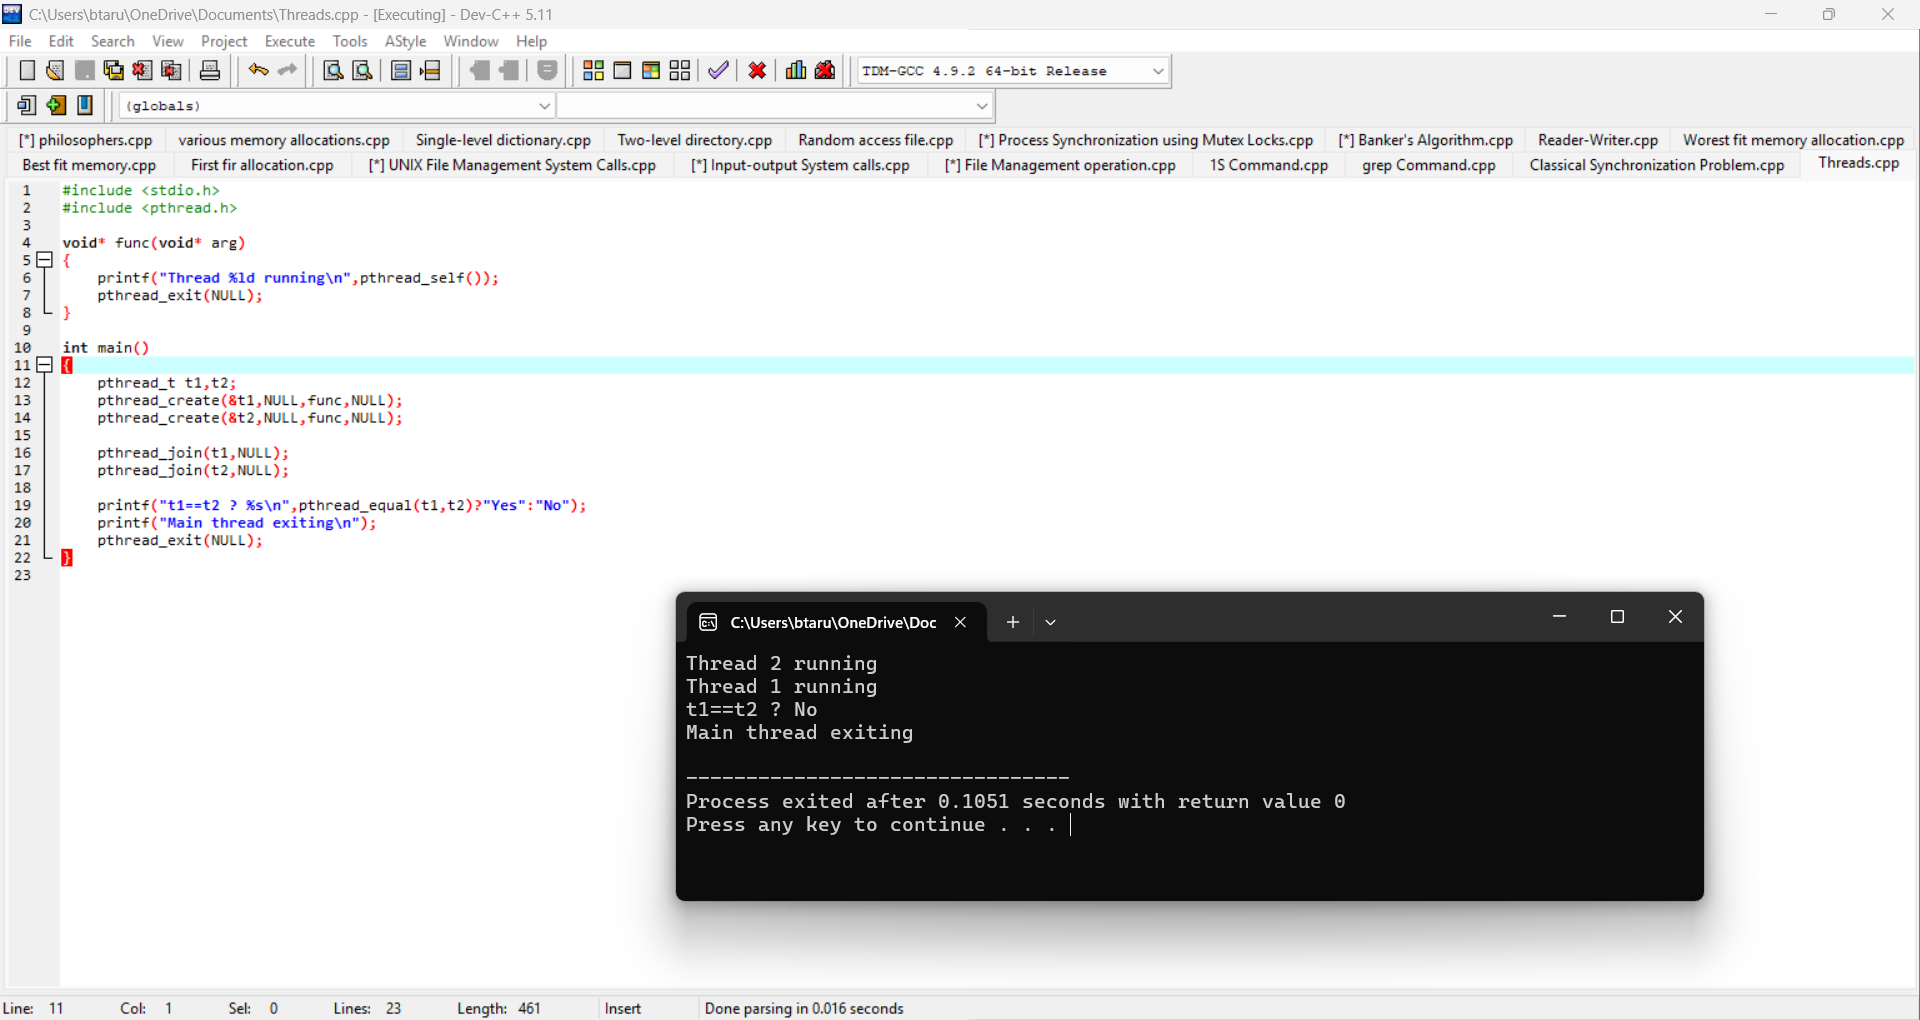 C:\Users\btaru\OneDrive\Documents\Threads.cpp - [Executing] - Dev-C++ 5.11
File Edit Search View Project Execute Tools AStyle Window Help
TDM-GCC 4.9.2 64-bit Release
(globals)
[*] philosophers.cpp various memory allocations.cpp Single-level dictionary.cpp Two-level directory.cpp Random access file.cpp [*] Process Synchronization using Mutex Locks.cpp [*] Banker's Algorithm.cpp Reader-Writer.cpp Worest fit memory allocation.cpp
Best fit memory.cpp First fir allocation.cpp [*] UNIX File Management System Calls.cpp [*] Input-output System calls.cpp [*] File Management operation.cpp 1S Command.cpp grep Command.cpp Classical Synchronization Problem.cpp Threads.cpp
1 #include <stdio.h>
2 #include <pthread.h>
3
4 void* func(void* arg)
5 {
6 printf("Thread %ld running\n",pthread_self());
7 pthread_exit(NULL);
8 }
9
10 int main()
11 {
12 pthread_t t1,t2;
13 pthread_create(&t1,NULL,func,NULL);
14 pthread_create(&t2,NULL,func,NULL);
15
16 pthread_join(t1,NULL);
17 pthread_join(t2,NULL);
18
19 printf("t1==t2 ? %s\n",pthread_equal(t1,t2)?"Yes":"No");
20 printf("Main thread exiting\n");
21 pthread_exit(NULL);
22 }
23
C:\Users\btaru\OneDrive\Doc
Thread 2 running
Thread 1 running
t1==t2 ? No
Main thread exiting
--------------------------------
Process exited after 0.1051 seconds with return value 0
Press any key to continue . . .
Line: 11 Col: 1 Sel: 0 Lines: 23 Length: 461 Insert Done parsing in 0.016 seconds